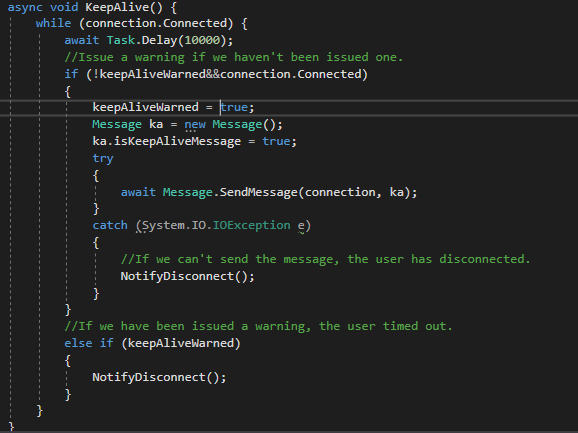 async void KeepAlive() {
while (connection.Connected) {
await Task.Delay(10000);
//Issue a warning if we haven't been issued one.
if (!keepAliveWarned&&connection.Connected)
{
keepAliveWarned = true;
Message ka = new Message();
ka.isKeepAliveMessage = true;
try
{
await Message.SendMessage(connection, ka);
}
catch (System.IO.IOException e)
{
//If we can't send the message, the user has disconnected.
NotifyDisconnect();
}
}
//If we have been issued a warning, the user timed out.
else if (keepAliveWarned)
{
NotifyDisconnect();
}
}
}